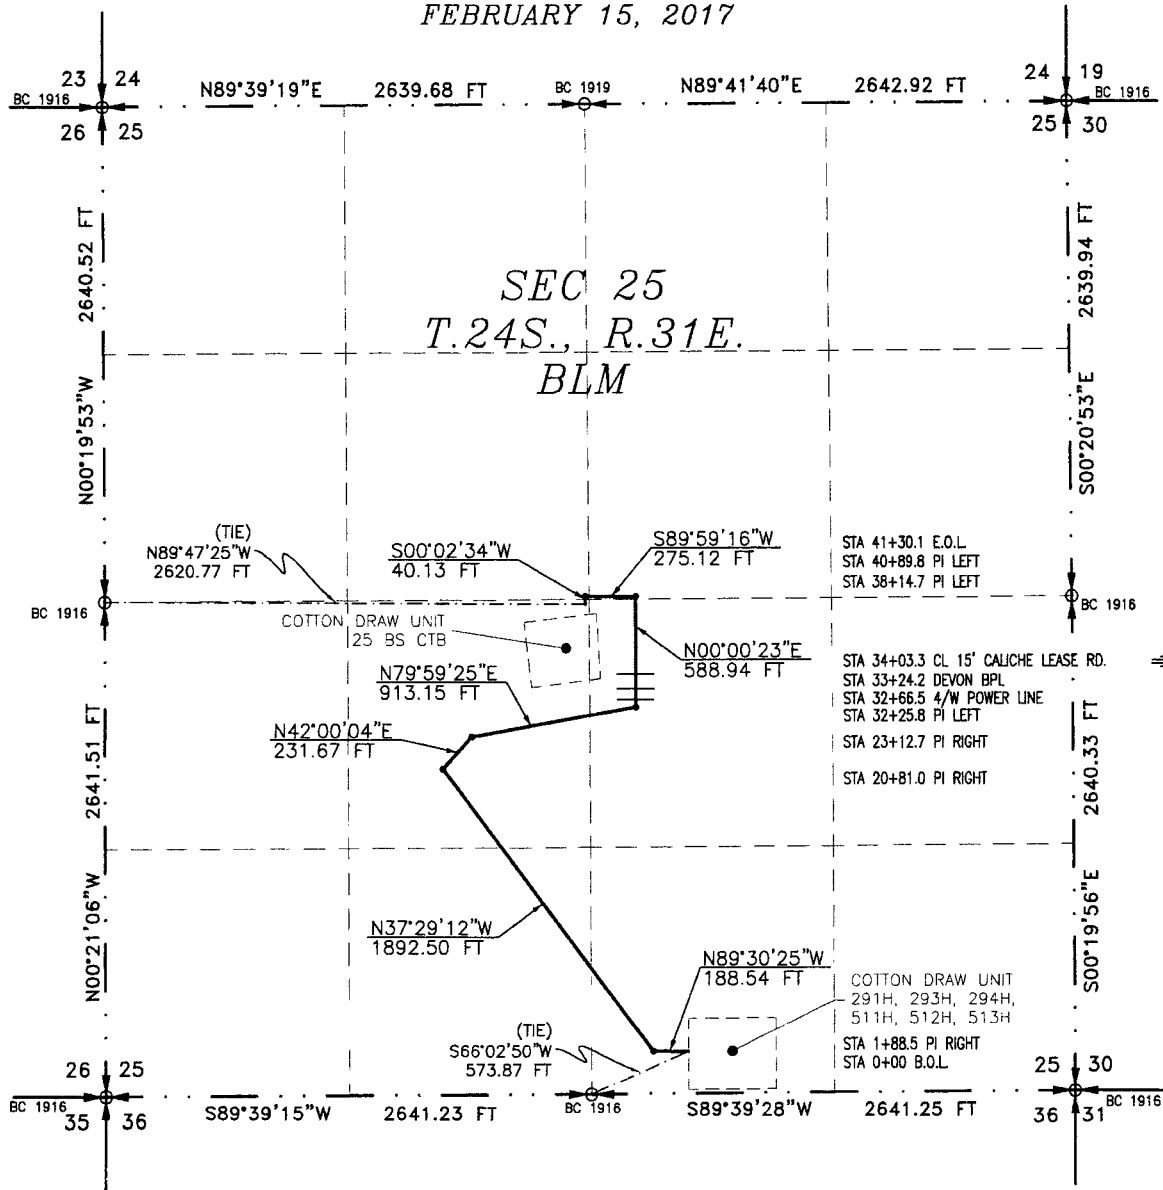 FEBRUARY 15, 2017
23 24
N89°39'19"E 2639.68 FT
BC 1919
N89°41'40"E 2642.92 FT
24 19
BC 1916
BC 1916
26 25
25 30
2640.52 FT
N00°19'53"W
2639.94 FT
S00°20'53"E
SEC 25
T.24S., R.31E.
BLM
(TIE)
N89°47'25"W
2620.77 FT
S00°02'34"W
40.13 FT
S89°59'16"W
275.12 FT
STA 41+30.1 E.O.L
STA 40+89.8 PI LEFT
STA 38+14.7 PI LEFT
BC 1916
BC 1916
COTTON DRAW UNIT
25 BS CTB
N00°00'23"E
588.94 FT
STA 34+03.3 CL 15' CALICHE LEASE RD.
STA 33+24.2 DEVON BPL
STA 32+66.5 4/W POWER LINE
STA 32+25.8 PI LEFT
STA 23+12.7 PI RIGHT
STA 20+81.0 PI RIGHT
N79°59'25"E
913.15 FT
N42°00'04"E
231.67 FT
2641.51 FT
N00°21'06"W
2640.33 FT
S00°19'56"E
N37°29'12"W
1892.50 FT
N89°30'25"W
188.54 FT
COTTON DRAW UNIT
291H, 293H, 294H,
511H, 512H, 513H
STA 1+88.5 PI RIGHT
STA 0+00 B.O.L
(TIE)
S66°02'50"W
573.87 FT
26 25
25 30
BC 1916
BC 1916
35 36
S89°39'15"W 2641.23 FT
BC 1916
S89°39'28"W 2641.25 FT
36 31